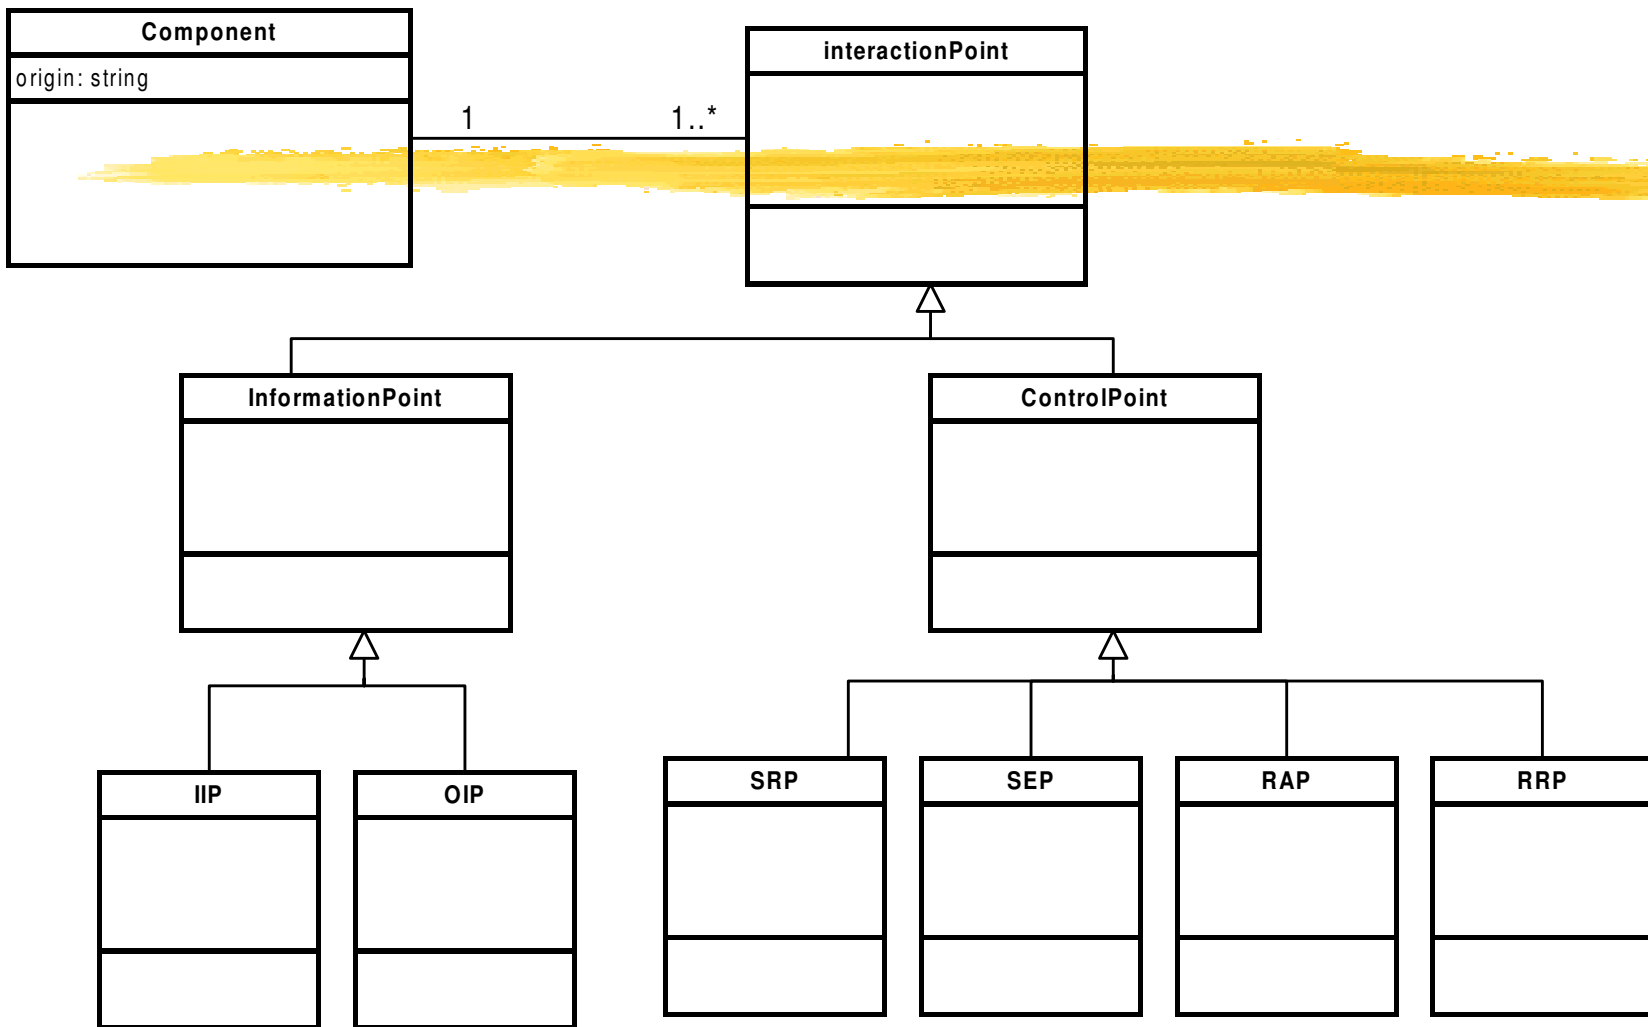 Component
interactionPoint
origin: string
1
1..*
InformationPoint
ControlPoint
IIP
OIP
SRP
SEP
RAP
RRP